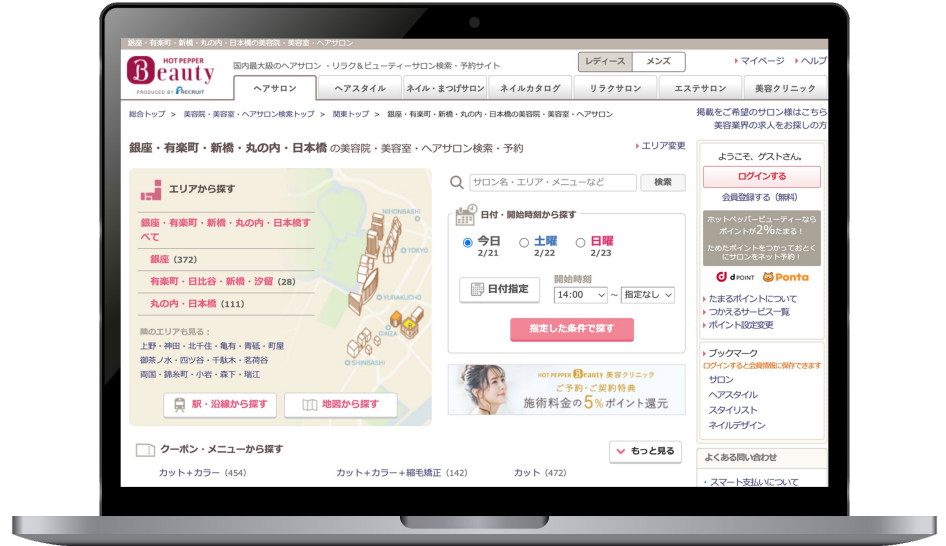 銀座・有楽町・新橋・丸の内・日本橋の美容院・美容室・ヘアサロン
HOT PEPPER
Beauty
PRODUCED BY RECRUIT
国内最大級のヘアサロン・リラク＆ビューティーサロン検索・予約サイト
レディース メンズ
マイページ ヘルプ
ヘアサロン ヘアスタイル ネイル・まつげサロン ネイルカタログ リラクサロン エステサロン 美容クリニック
総合トップ > 美容院・美容室・ヘアサロン検索トップ > 関東トップ > 銀座・有楽町・新橋・丸の内・日本橋の美容院・美容室・ヘアサロン
掲載をご希望のサロン様はこちら
美容業界の求人をお探しの方
銀座・有楽町・新橋・丸の内・日本橋 の美容院・美容室・ヘアサロン検索・予約
エリア変更
エリアから探す
銀座・有楽町・新橋・丸の内・日本橋す
べて
銀座 (372)
有楽町・日比谷・新橋・汐留 (28)
丸の内・日本橋 (111)
隣のエリアも見る：
上野・神田・北千住・亀有・青砥・町屋
御茶ノ水・四ツ谷・千駄木・茗荷谷
両国・錦糸町・小岩・森下・瑞江
NIHONBASHI
TOKYO
YURAKUCHO
GINZA
SHIMBASHI
駅・沿線から探す
地図から探す
サロン名・エリア・メニューなど
検索
日付・開始時刻から探す
今日 土曜 日曜
2/21 2/22 2/23
日付指定
開始時刻
14:00 ～ 指定なし
指定した条件で探す
HOT PEPPER Beauty 美容クリニック
ご予約・ご契約特典
施術料金の5%ポイント還元
クーポン・メニューから探す
もっと見る
カット＋カラー (454) カット＋カラー＋縮毛矯正 (142) カット (472)
ようこそ、ゲストさん。
ログインする
会員登録する（無料）
ホットペッパービューティーなら
ポイントが2%たまる！
ためたポイントをつかっておとく
にサロンをネット予約！
d POINT Ponta
たまるポイントについて
つかえるサービス一覧
ポイント設定変更
ブックマーク
ログインすると会員情報に保存できます
サロン
ヘアスタイル
スタイリスト
ネイルデザイン
よくある問い合わせ
・スマート支払いについて